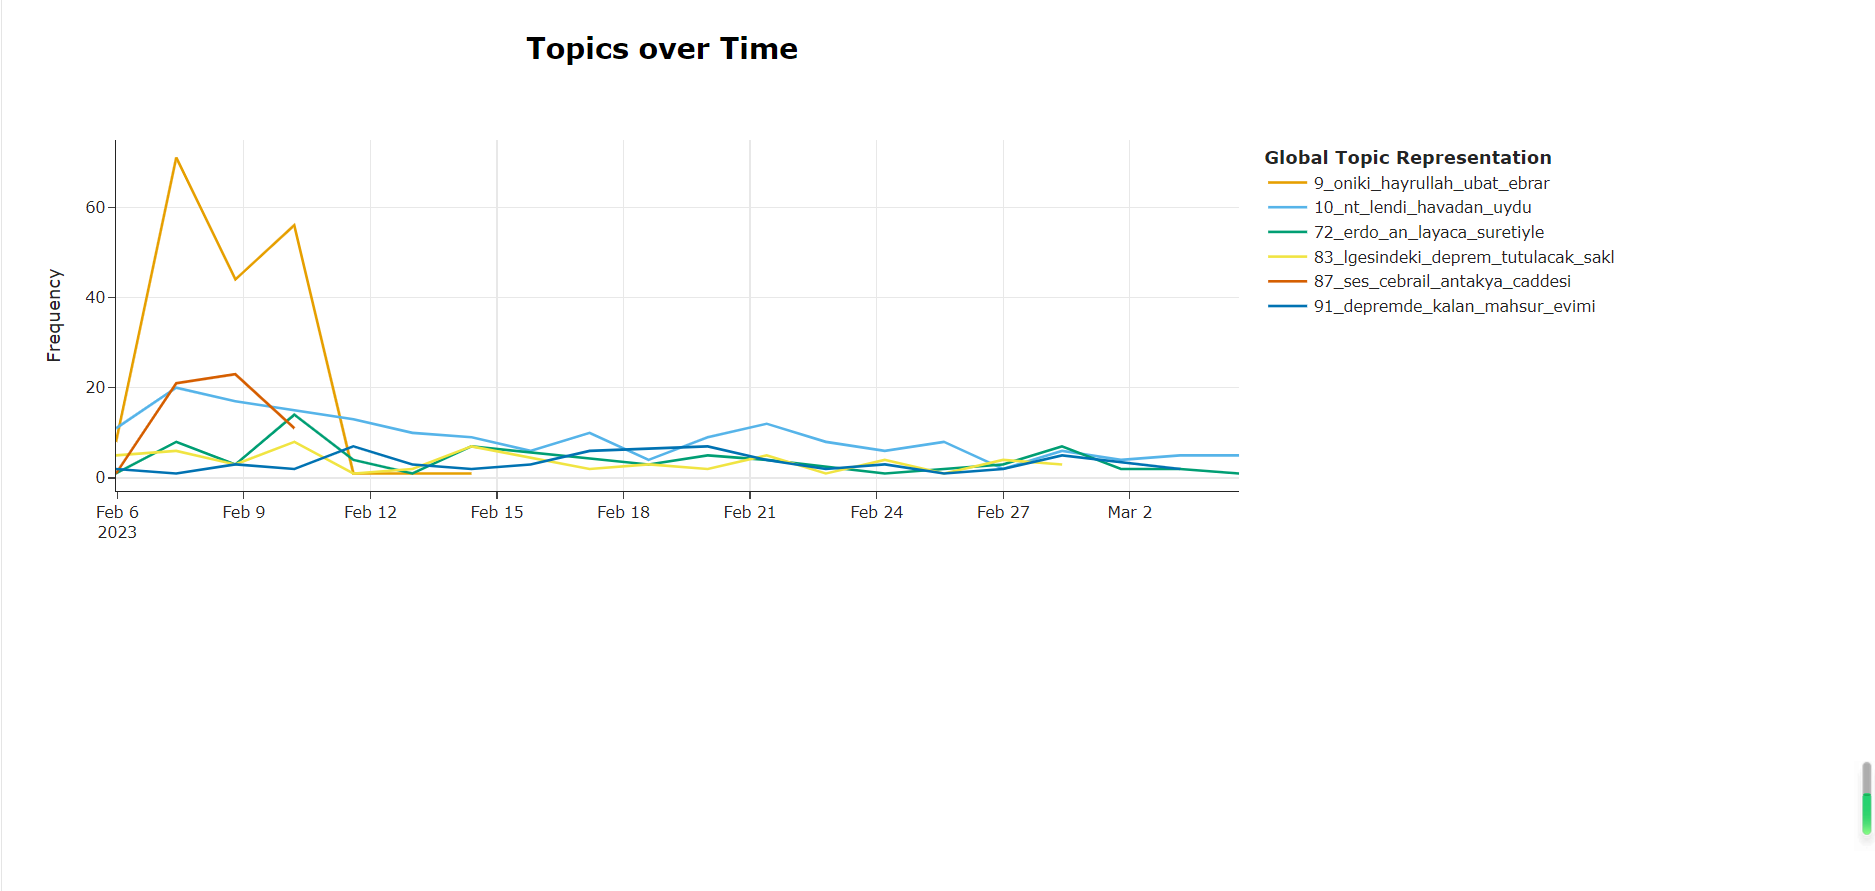 Topics over Time
Frequency
60
40
20
0
Feb 6
2023
Feb 9
Feb 12
Feb 15
Feb 18
Feb 21
Feb 24
Feb 27
Mar 2
Global Topic Representation
9_oniki_hayrullah_ubat_ebrar
10_nt_lendi_havadan_uydu
72_erdo_an_layaca_suretiyle
83_lgesindeki_deprem_tutulacak_sakl
87_ses_cebrail_antakya_caddesi
91_depremde_kalan_mahsur_evimi